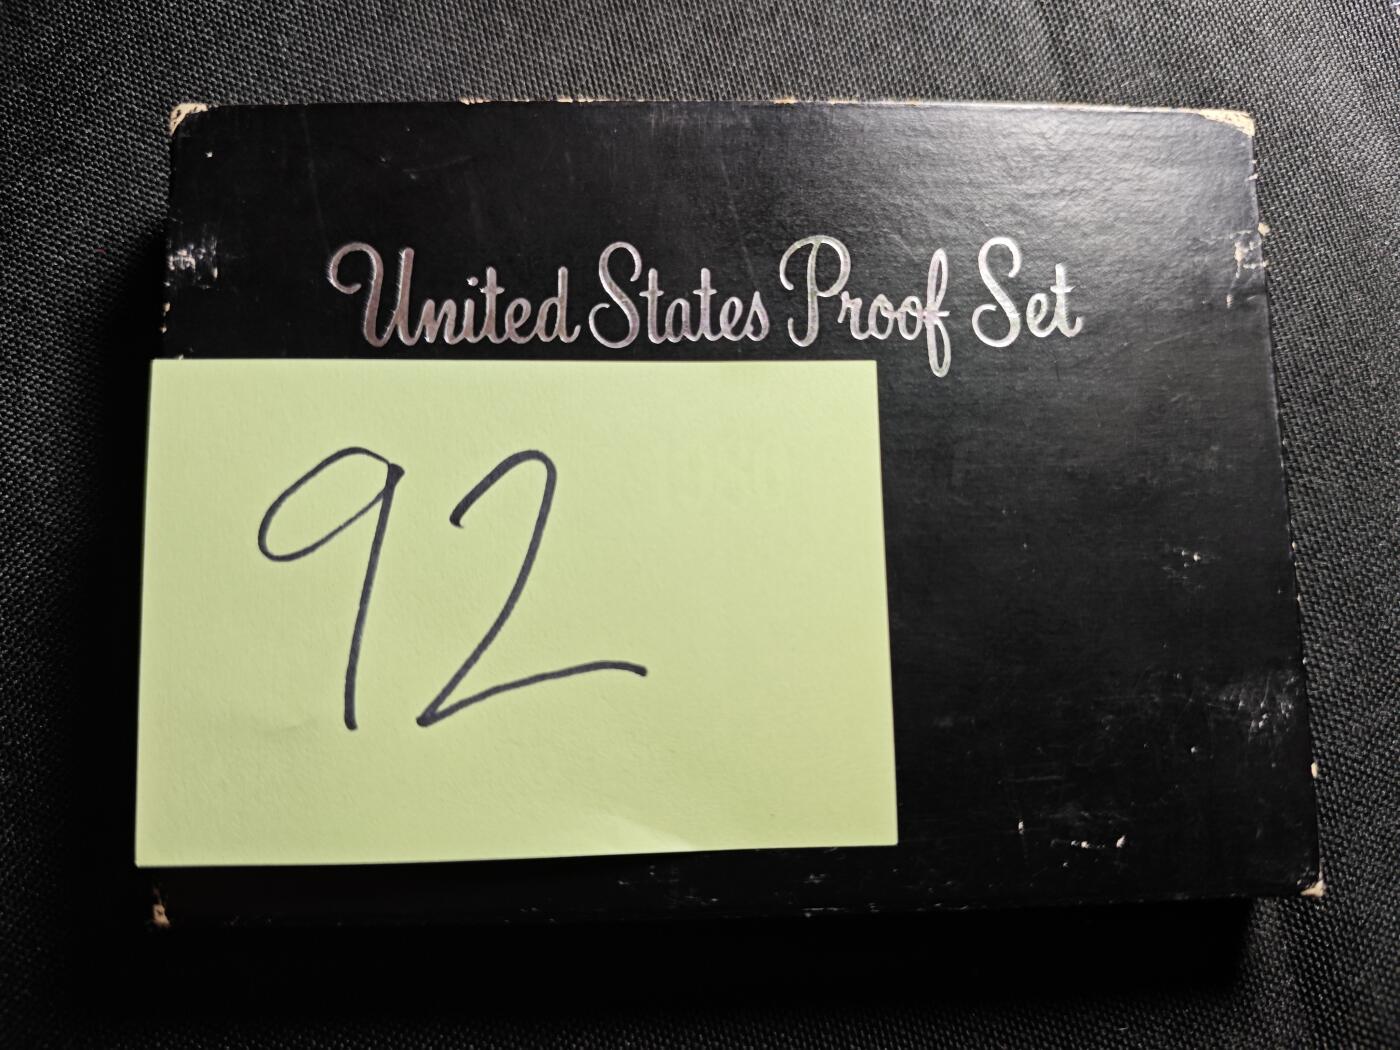 United States Proof Set
92